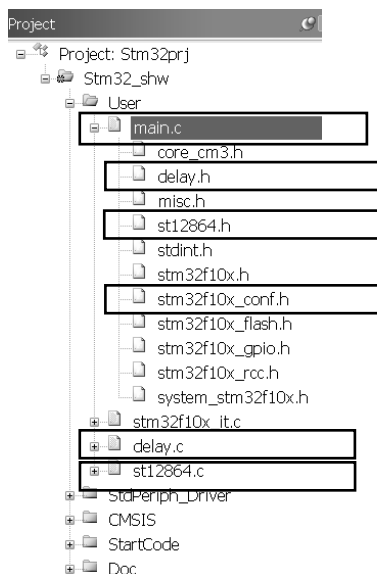 Project
Project: Stm32prj
Stm32_shw
User
main.c
core_cm3.h
delay.h
misc.h
st12864.h
stdint.h
stm32f10x.h
stm32f10x_conf.h
stm32f10x_flash.h
stm32f10x_gpio.h
stm32f10x_rcc.h
system_stm32f10x.h
stm32f10x_it.c
delay.c
st12864.c
StdPeriph_Driver
CMSIS
StartCode
Doc